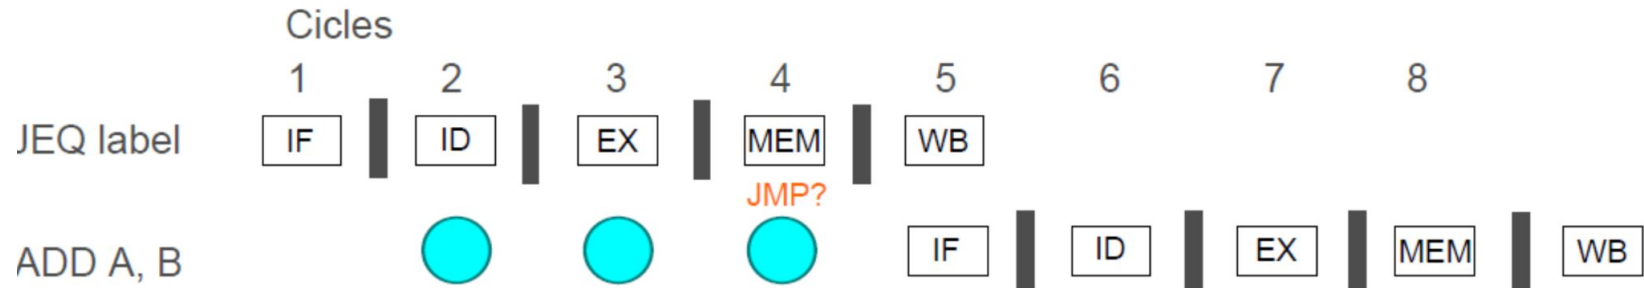 Cicles
1 2 3 4 5 6 7 8
JEQ label IF ID EX MEM WB
JMP?
ADD A, B IF ID EX MEM WB